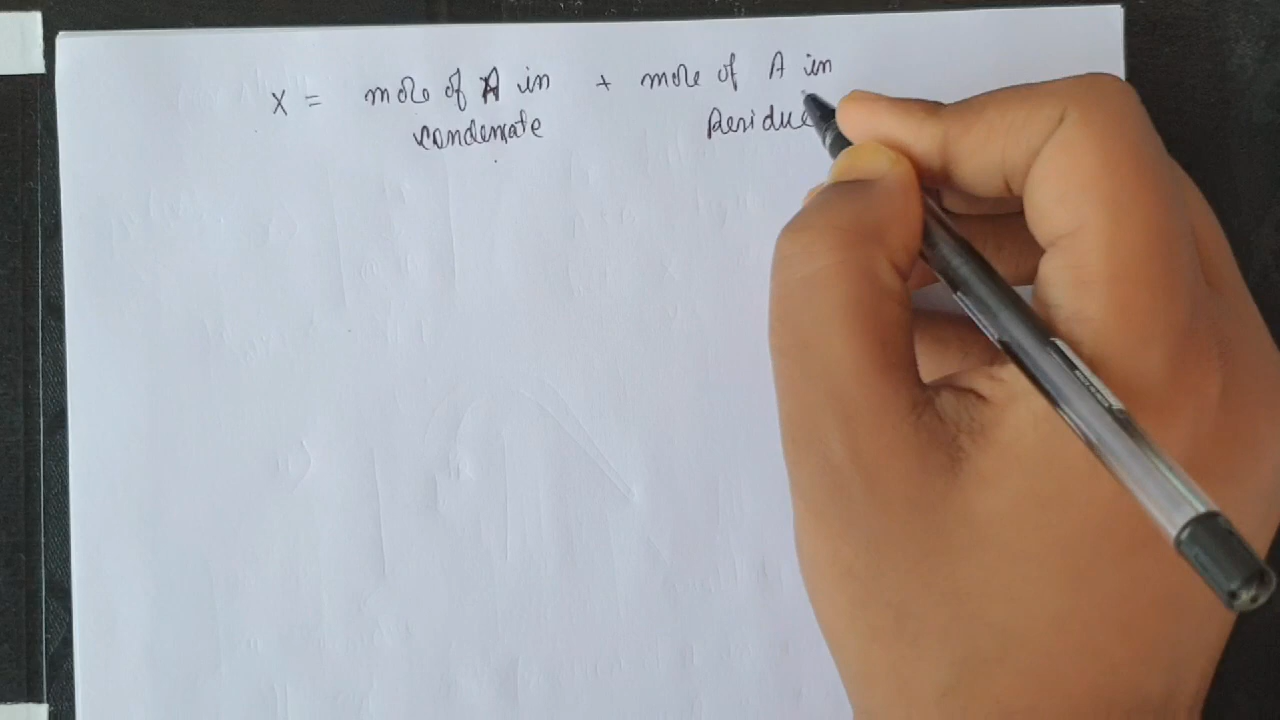 X = mole of A in + mole of A in
condensate Residue